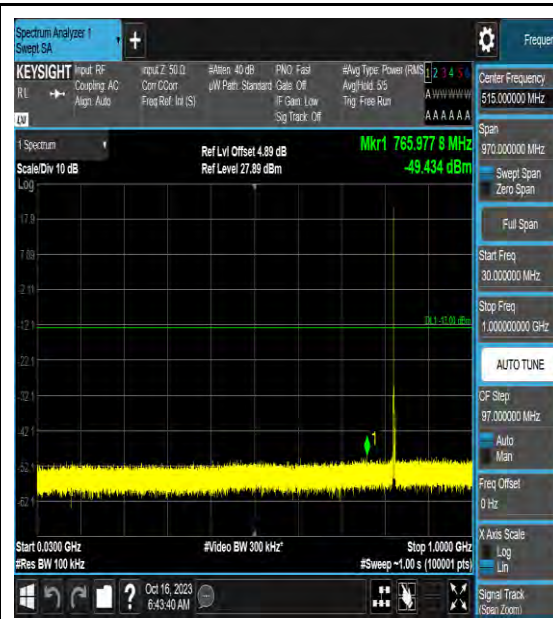 Spectrum Analyzer 1
Swept SA
+
Frequen
KEYSIGHT
Input: RF
Coupling: AC
Align: Auto
Input Z: 50 Ω
Corr CCorr
Freq Ref: Int (S)
#Atten: 40 dB
µW Path: Standard
PNO: Fast
Gate: Off
IF Gain: Low
Sig Track: Off
#Avg Type: Power (RMS
Avg|Hold: 5/5
Trig: Free Run
1 2 3 4 5 6
A W W W W W
A A A A A A
RL
LV
1 Spectrum
Scale/Div 10 dB
Log
Ref Lvl Offset 4.89 dB
Ref Level 27.89 dBm
Mkr1 765.977 8 MHz
-49.434 dBm
17.9
7.89
-2.11
-12.1
-22.1
-32.1
-42.1
-52.1
-62.1
DL1 -13.00 dBm
1
Start 0.0300 GHz
#Res BW 100 kHz
#Video BW 300 kHz*
Stop 1.0000 GHz
#Sweep ~1.00 s (100001 pts)
Center Frequency
515.000000 MHz
Span
970.000000 MHz
Swept Span
Zero Span
Full Span
Start Freq
30.000000 MHz
Stop Freq
1.000000000 GHz
AUTO TUNE
CF Step
97.000000 MHz
Auto
Man
Freq Offset
0 Hz
X Axis Scale
Log
Lin
Signal Track
(Span Zoom)
?
Oct 16, 2023
6:43:40 AM